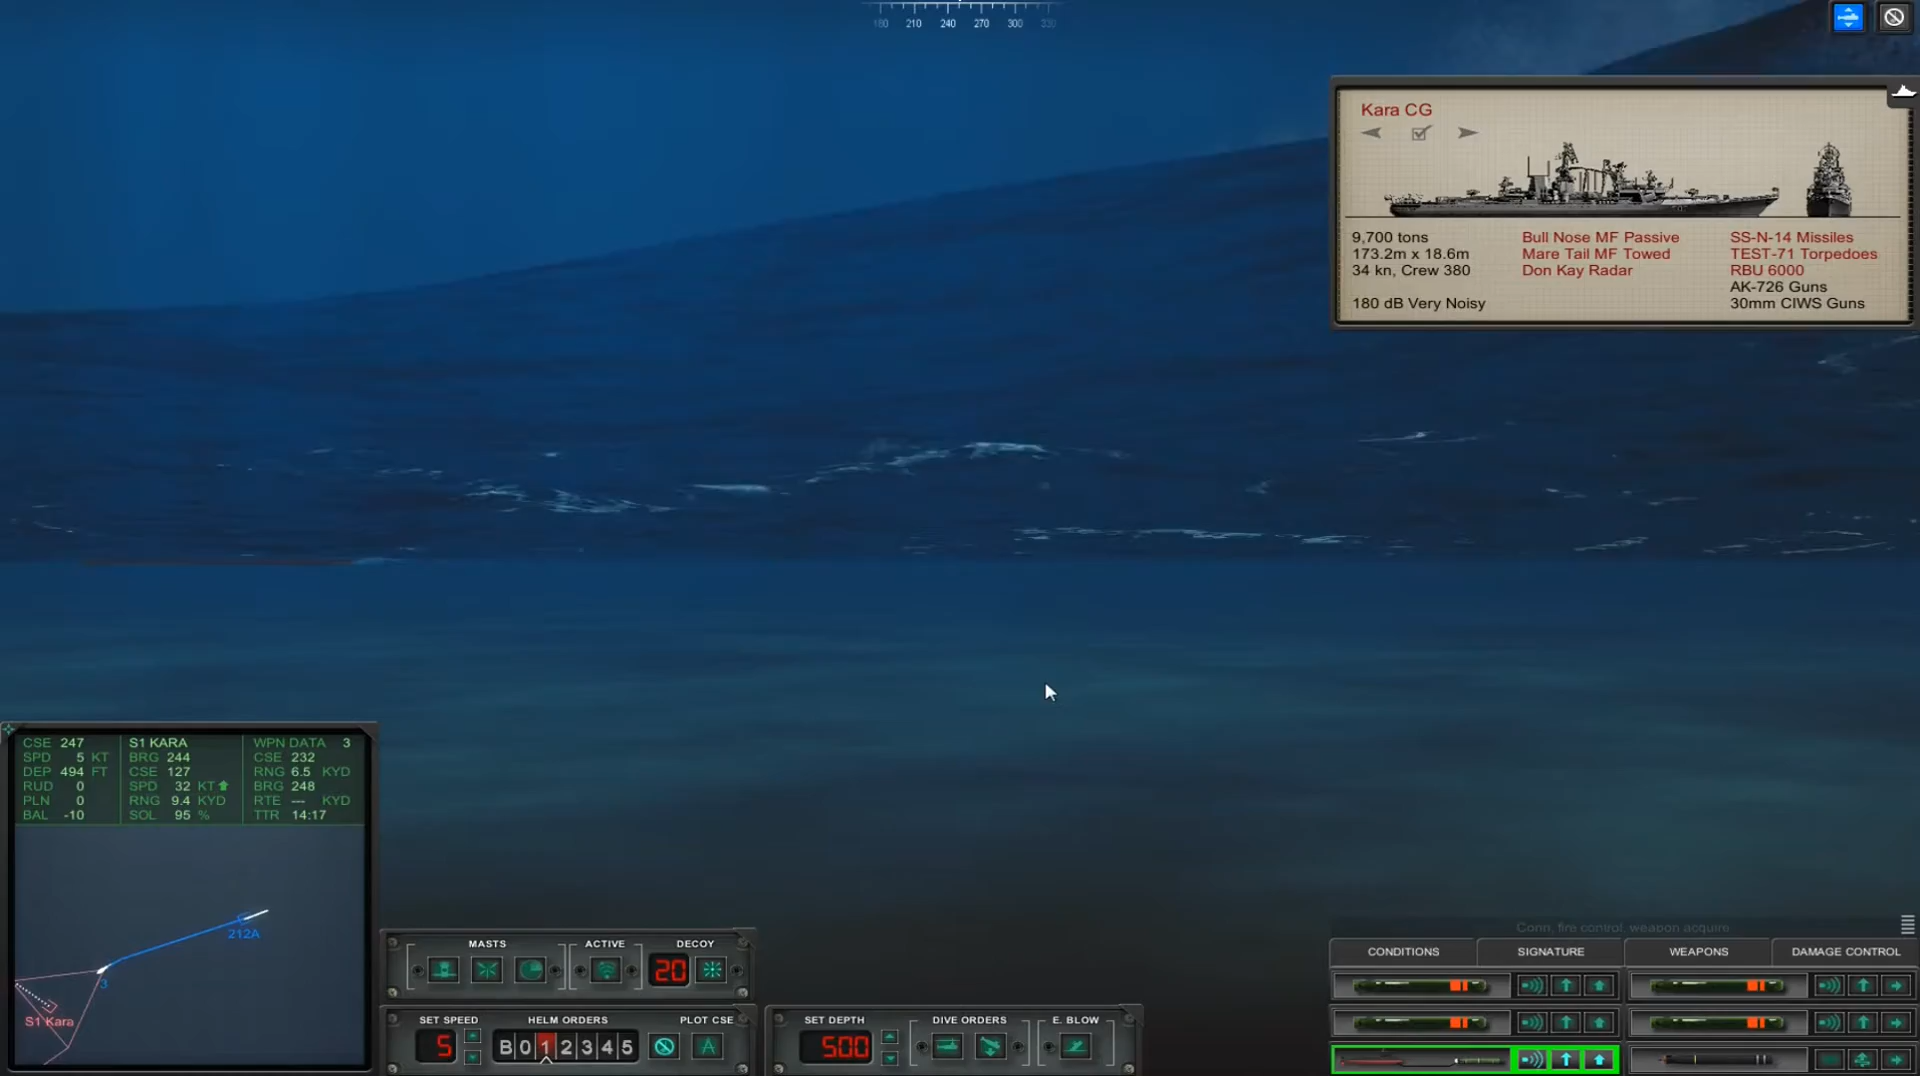 180 210 240 270 300 330
Kara CG
9,700 tons Bull Nose MF Passive SS-N-14 Missiles
173.2m x 18.6m Mare Tail MF Towed TEST-71 Torpedoes
34 kn, Crew 380 Don Kay Radar RBU 6000
AK-726 Guns
180 dB Very Noisy 30mm CIWS Guns
CSE 247 S1 KARA WPN DATA 3
SPD 5 KT BRG 244 CSE 232
DEP 494 FT CSE 127 RNG 6.5 KYD
RUD 0 SPD 32 KT BRG 248
PLN 0 RNG 9.4 KYD RTE --- KYD
BAL -10 SOL 95 % TTR 14:17
212A
3
S1 Kara
MASTS ACTIVE DECOY
20
SET SPEED HELM ORDERS PLOT CSE
5 B 0 1 2 3 4 5
SET DEPTH DIVE ORDERS E. BLOW
500
Conn, fire control, weapon acquire
CONDITIONS SIGNATURE WEAPONS DAMAGE CONTROL